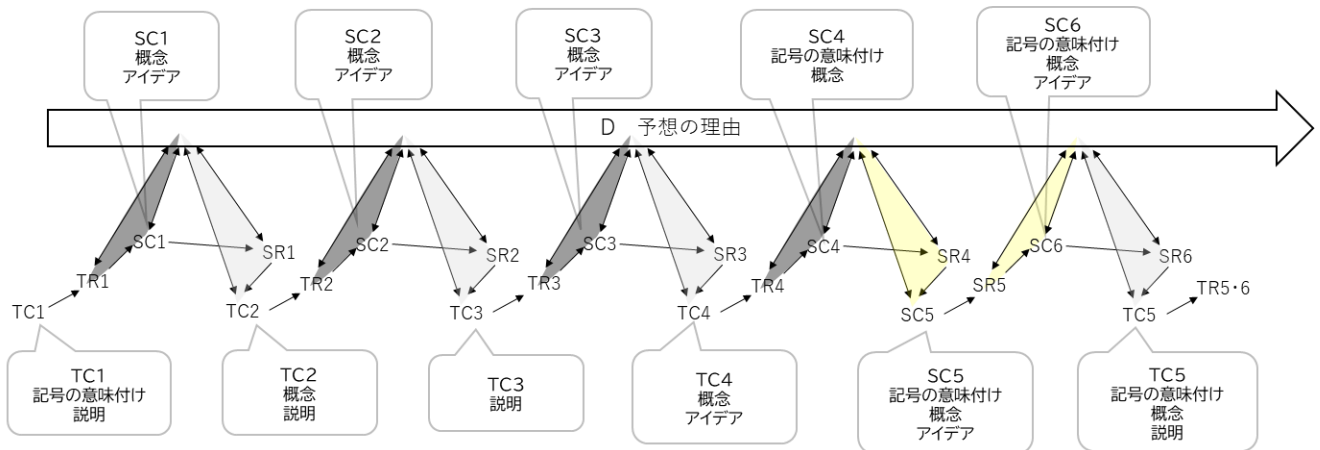 SC1
概念
アイデア
SC2
概念
アイデア
SC3
概念
アイデア
SC4
記号の意味付け
概念
SC6
記号の意味付け
概念
アイデア
D 予想の理由
SC1
SR1
TR1
TC1
SC2
SR2
TR2
TC2
SC3
SR3
TR3
TC3
SC4
SR4
TR4
TC4
SC6
SR6
SR5
SC5
TC5
TR5・6
TC1
記号の意味付け
説明
TC2
概念
説明
TC3
説明
TC4
概念
アイデア
SC5
記号の意味付け
概念
アイデア
TC5
記号の意味付け
概念
説明